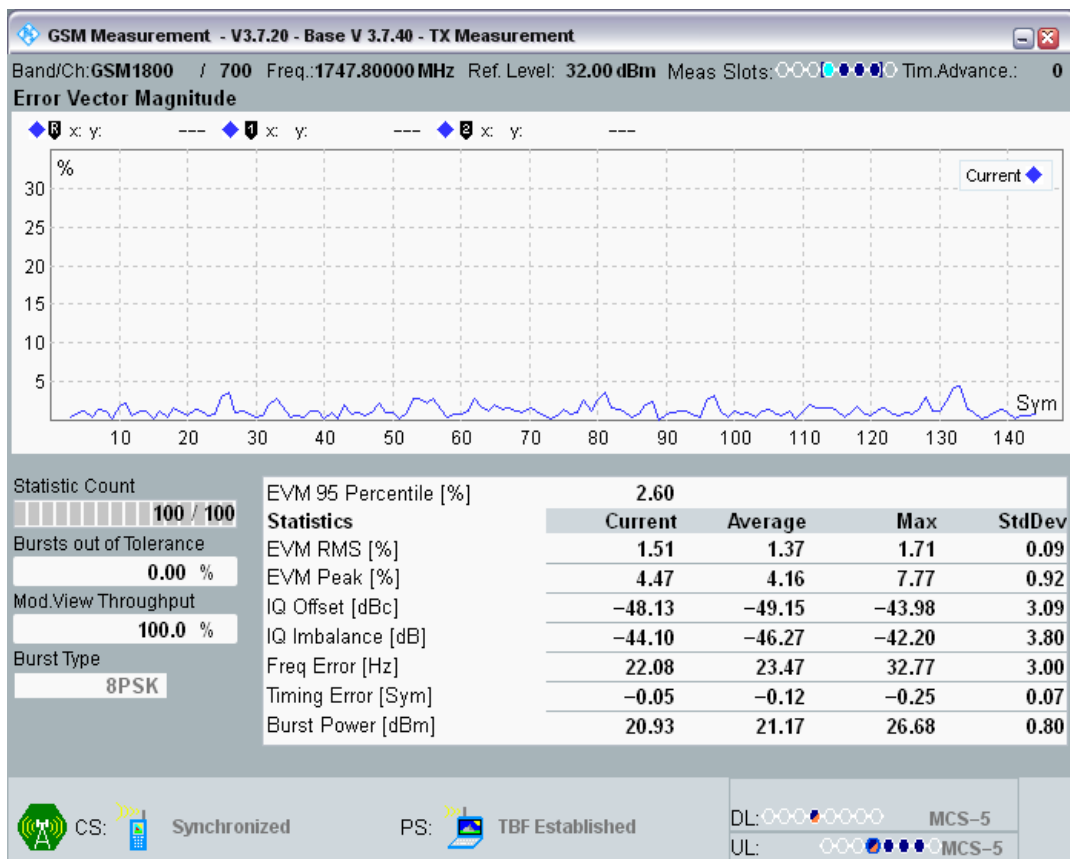 GSM Measurement - V3.7.20 - Base V 3.7.40 - TX Measurement
Band/Ch:GSM1800 / 700 Freq.:1747.80000 MHz Ref. Level: 32.00 dBm Meas Slots: Tim.Advance.: 0
Error Vector Magnitude
R x: y: --- 1 x: y: --- 2 x: y: ---
%
Current
30
25
20
15
10
5
Sym
10 20 30 40 50 60 70 80 90 100 110 120 130 140
Statistic Count
100 / 100
Bursts out of Tolerance
0.00 %
Mod.View Throughput
100.0 %
Burst Type
8PSK
EVM 95 Percentile [%] 2.60
Statistics Current Average Max StdDev
EVM RMS [%] 1.51 1.37 1.71 0.09
EVM Peak [%] 4.47 4.16 7.77 0.92
IQ Offset [dBc] −48.13 −49.15 −43.98 3.09
IQ Imbalance [dB] −44.10 −46.27 −42.20 3.80
Freq Error [Hz] 22.08 23.47 32.77 3.00
Timing Error [Sym] −0.05 −0.12 −0.25 0.07
Burst Power [dBm] 20.93 21.17 26.68 0.80
CS: Synchronized PS: TBF Established
DL: MCS−5
UL: MCS−5